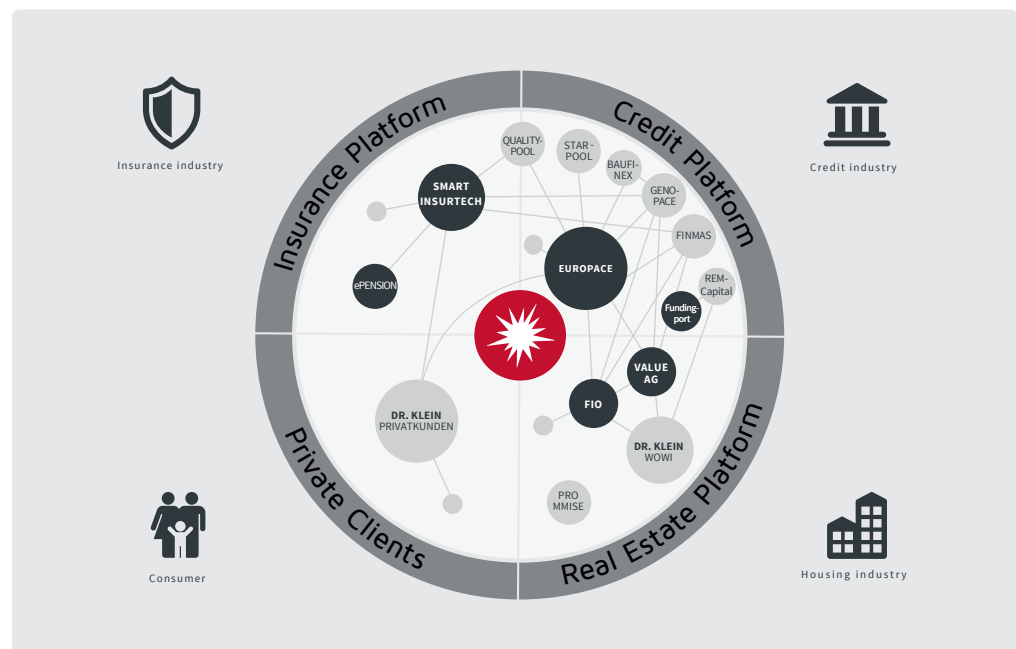 Insurance Platform
Credit Platform
Insurance industry
Credit industry
QUALITY-
POOL
STAR-
POOL
BAUFI-
NEX
GENO-
PACE
SMART
INSURTECH
FINMAS
EUROPACE
REM-
Capital
ePENSION
Funding-
port
VALUE
AG
FIO
DR. KLEIN
PRIVATKUNDEN
DR. KLEIN
WOWI
PRO
MMISE
Private Clients
Real Estate Platform
Consumer
Housing industry